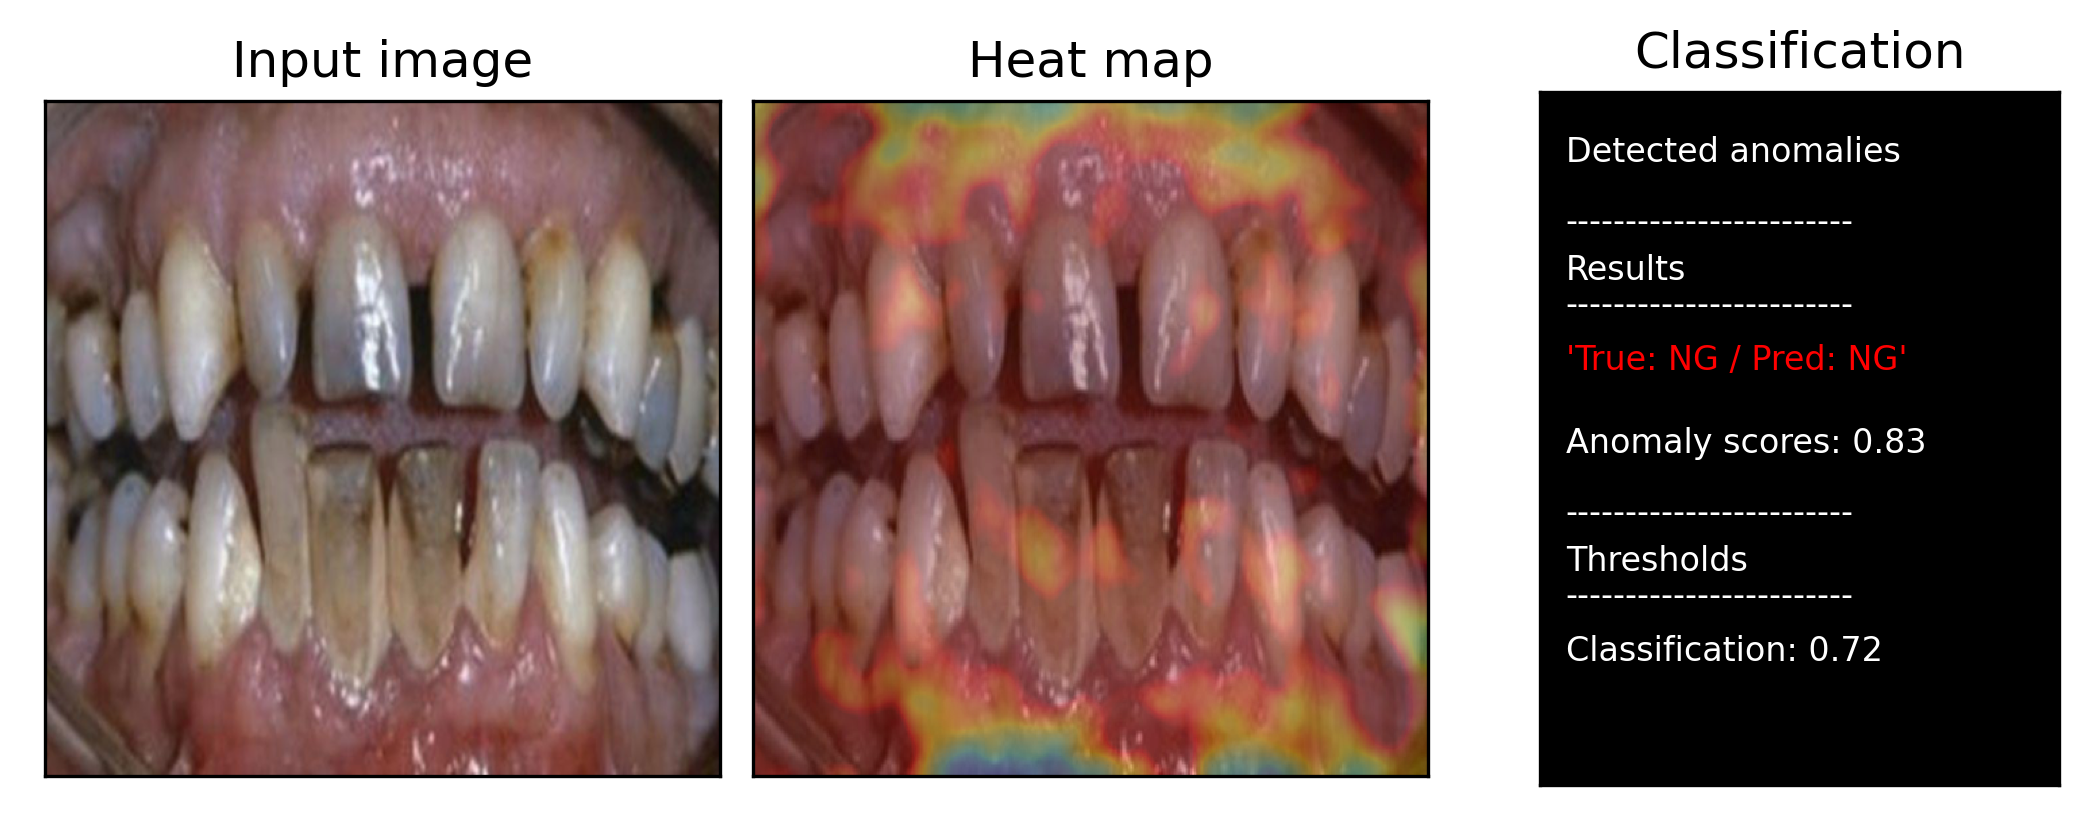 Input image
Heat map
Classification
Detected anomalies
------------------------
Results
------------------------
'True: NG / Pred: NG'
Anomaly scores: 0.83
------------------------
Thresholds
------------------------
Classification: 0.72